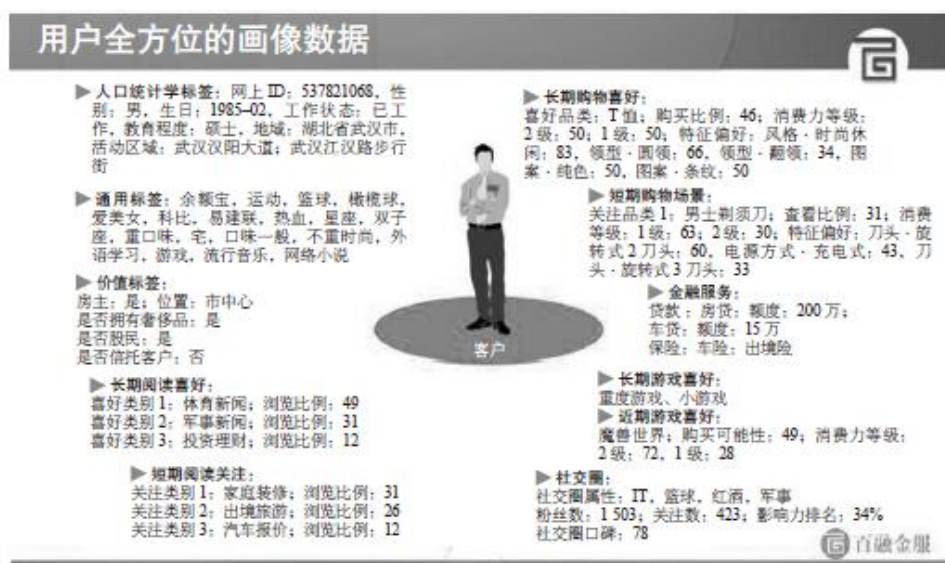 用户全方位的画像数据
▶ 人口统计学标签：网上 ID：537821068，性
别：男，生日：1985–02，工作状态：已工
作，教育程度：硕士，地域：湖北省武汉市，
活动区域：武汉汉阳大道；武汉江汉路步行
街
▶ 通用标签：余额宝，运动，篮球，橄榄球，
爱美女，科比，易建联，热血，星座，双子
座，重口味，宅，口味一般，不重时尚，外
语学习，游戏，流行音乐，网络小说
▶ 价值标签：
房主：是；位置：市中心
是否拥有奢侈品：是
是否股民：是
是否信托客户：否
▶ 长期阅读喜好：
喜好类别 1：体育新闻；浏览比例：49
喜好类别 2：军事新闻；浏览比例：31
喜好类别 3：投资理财；浏览比例：12
▶ 短期阅读关注：
关注类别 1：家庭装修；浏览比例：31
关注类别 2：出境旅游；浏览比例：26
关注类别 3：汽车报价；浏览比例：12
客户
▶ 长期购物喜好：
喜好品类：T 恤；购买比例：46；消费力等级：
2 级：50；1 级：50；特征偏好：风格 · 时尚休
闲：83，领型 · 圆领：66，领型 · 翻领：34，图
案 · 纯色：50，图案 · 条纹：50
▶ 短期购物场景：
关注品类 1：男士剃须刀；查看比例：31；消费
等级：1 级：63；2 级：30；特征偏好：刀头 · 旋
转式 2 刀头：60，电源方式 · 充电式：43，刀
头 · 旋转式 3 刀头：33
▶ 金融服务：
贷款：房贷：额度：200 万；
车贷：额度：15 万
保险：车险；出境险
▶ 长期游戏喜好：
重度游戏、小游戏
▶ 近期游戏喜好：
魔兽世界；购买可能性：49；消费力等级：
2 级：72，1 级：28
▶ 社交圈：
社交圈属性：IT，篮球，红酒，军事
粉丝数：1 503；关注数：423；影响力排名：34%
社交圈口碑：78
百融金服